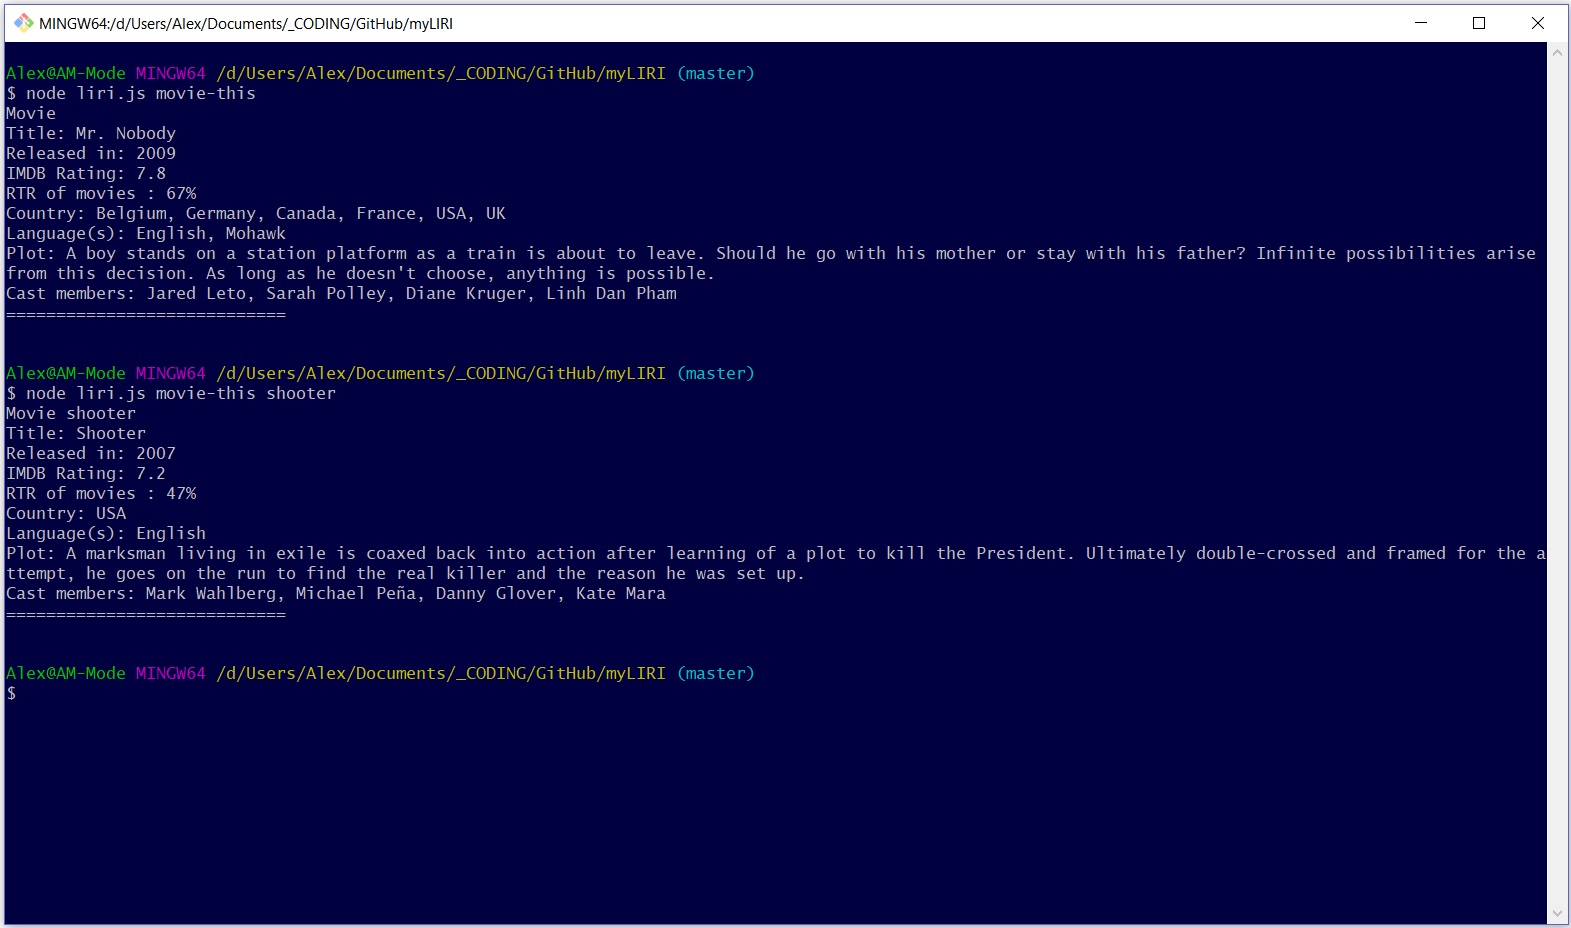 MINGW64:/d/Users/Alex/Documents/_CODING/GitHub/myLIRI
Alex@AM-Mode MINGW64 /d/Users/Alex/Documents/_CODING/GitHub/myLIRI (master)
$ node liri.js movie-this
Movie
Title: Mr. Nobody
Released in: 2009
IMDB Rating: 7.8
RTR of movies : 67%
Country: Belgium, Germany, Canada, France, USA, UK
Language(s): English, Mohawk
Plot: A boy stands on a station platform as a train is about to leave. Should he go with his mother or stay with his father? Infinite possibilities arise
from this decision. As long as he doesn't choose, anything is possible.
Cast members: Jared Leto, Sarah Polley, Diane Kruger, Linh Dan Pham
============================
Alex@AM-Mode MINGW64 /d/Users/Alex/Documents/_CODING/GitHub/myLIRI (master)
$ node liri.js movie-this shooter
Movie shooter
Title: Shooter
Released in: 2007
IMDB Rating: 7.2
RTR of movies : 47%
Country: USA
Language(s): English
Plot: A marksman living in exile is coaxed back into action after learning of a plot to kill the President. Ultimately double-crossed and framed for the a
ttempt, he goes on the run to find the real killer and the reason he was set up.
Cast members: Mark Wahlberg, Michael Peña, Danny Glover, Kate Mara
============================
Alex@AM-Mode MINGW64 /d/Users/Alex/Documents/_CODING/GitHub/myLIRI (master)
$